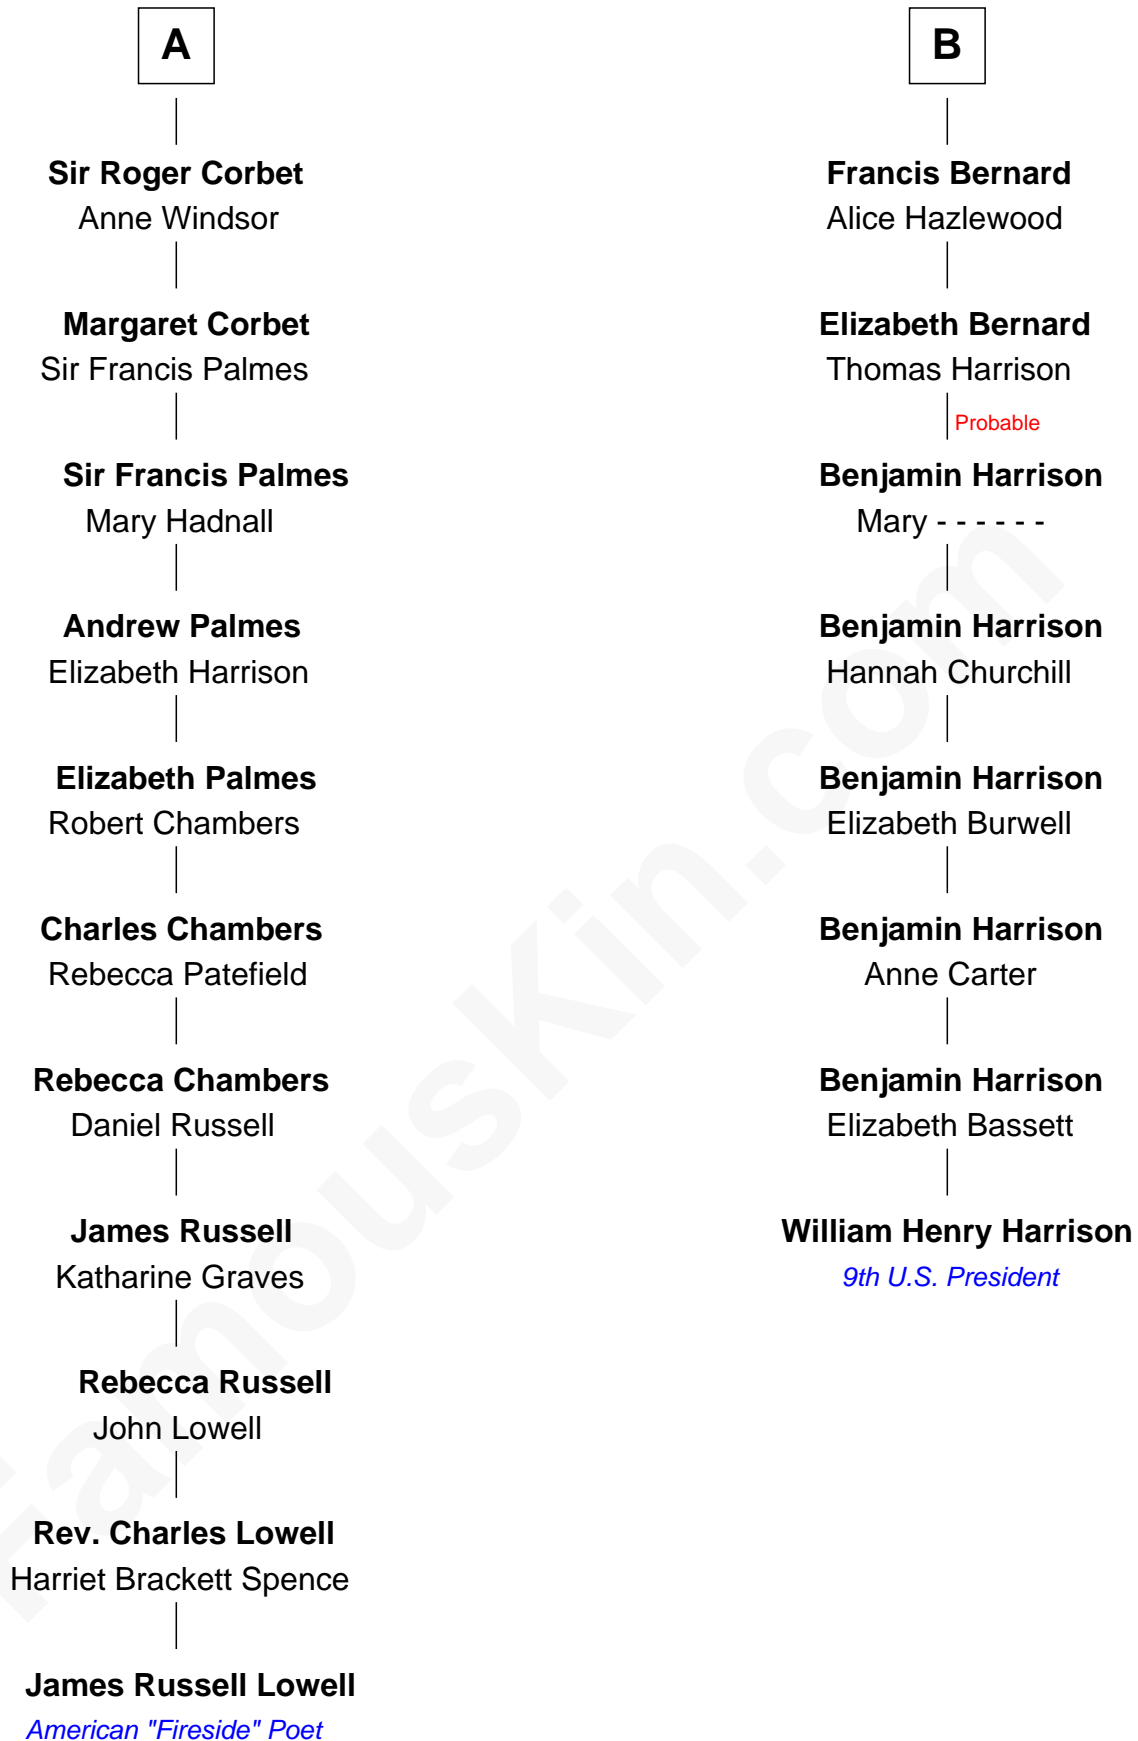 A
Sir Roger Corbet
Anne Windsor
Margaret Corbet
Sir Francis Palmes
Sir Francis Palmes
Mary Hadnall
Andrew Palmes
Elizabeth Harrison
Elizabeth Palmes
Robert Chambers
Charles Chambers
Rebecca Patefield
Rebecca Chambers
Daniel Russell
James Russell
Katharine Graves
Rebecca Russell
John Lowell
Rev. Charles Lowell
Harriet Brackett Spence
James Russell Lowell
American "Fireside" Poet
B
Francis Bernard
Alice Hazlewood
Elizabeth Bernard
Thomas Harrison
Probable
Benjamin Harrison
Mary - - - - - -
Benjamin Harrison
Hannah Churchill
Benjamin Harrison
Elizabeth Burwell
Benjamin Harrison
Anne Carter
Benjamin Harrison
Elizabeth Bassett
William Henry Harrison
9th U.S. President
FamousKin.com